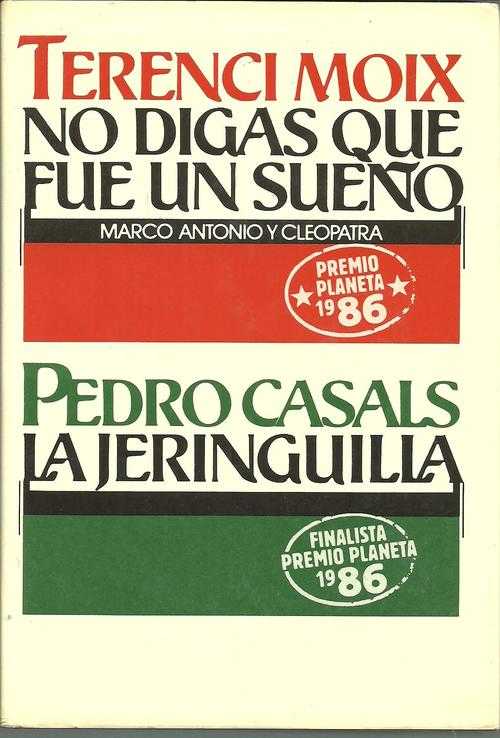 TERENCI MOIX
NO DIGAS QUE
FUE UN SUEÑO
MARCO ANTONIO Y CLEOPATRA
PREMIO
PLANETA
1986
PEDRO CASALS
LA JERINGUILLA
FINALISTA
PREMIO PLANETA
1986